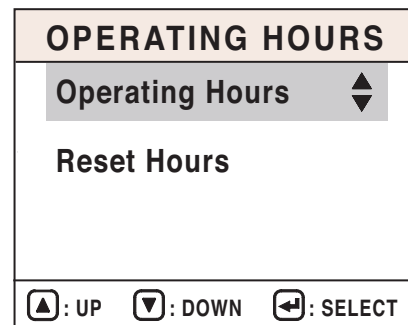 OPERATING HOURS
Operating Hours
Reset Hours
: UP : DOWN : SELECT